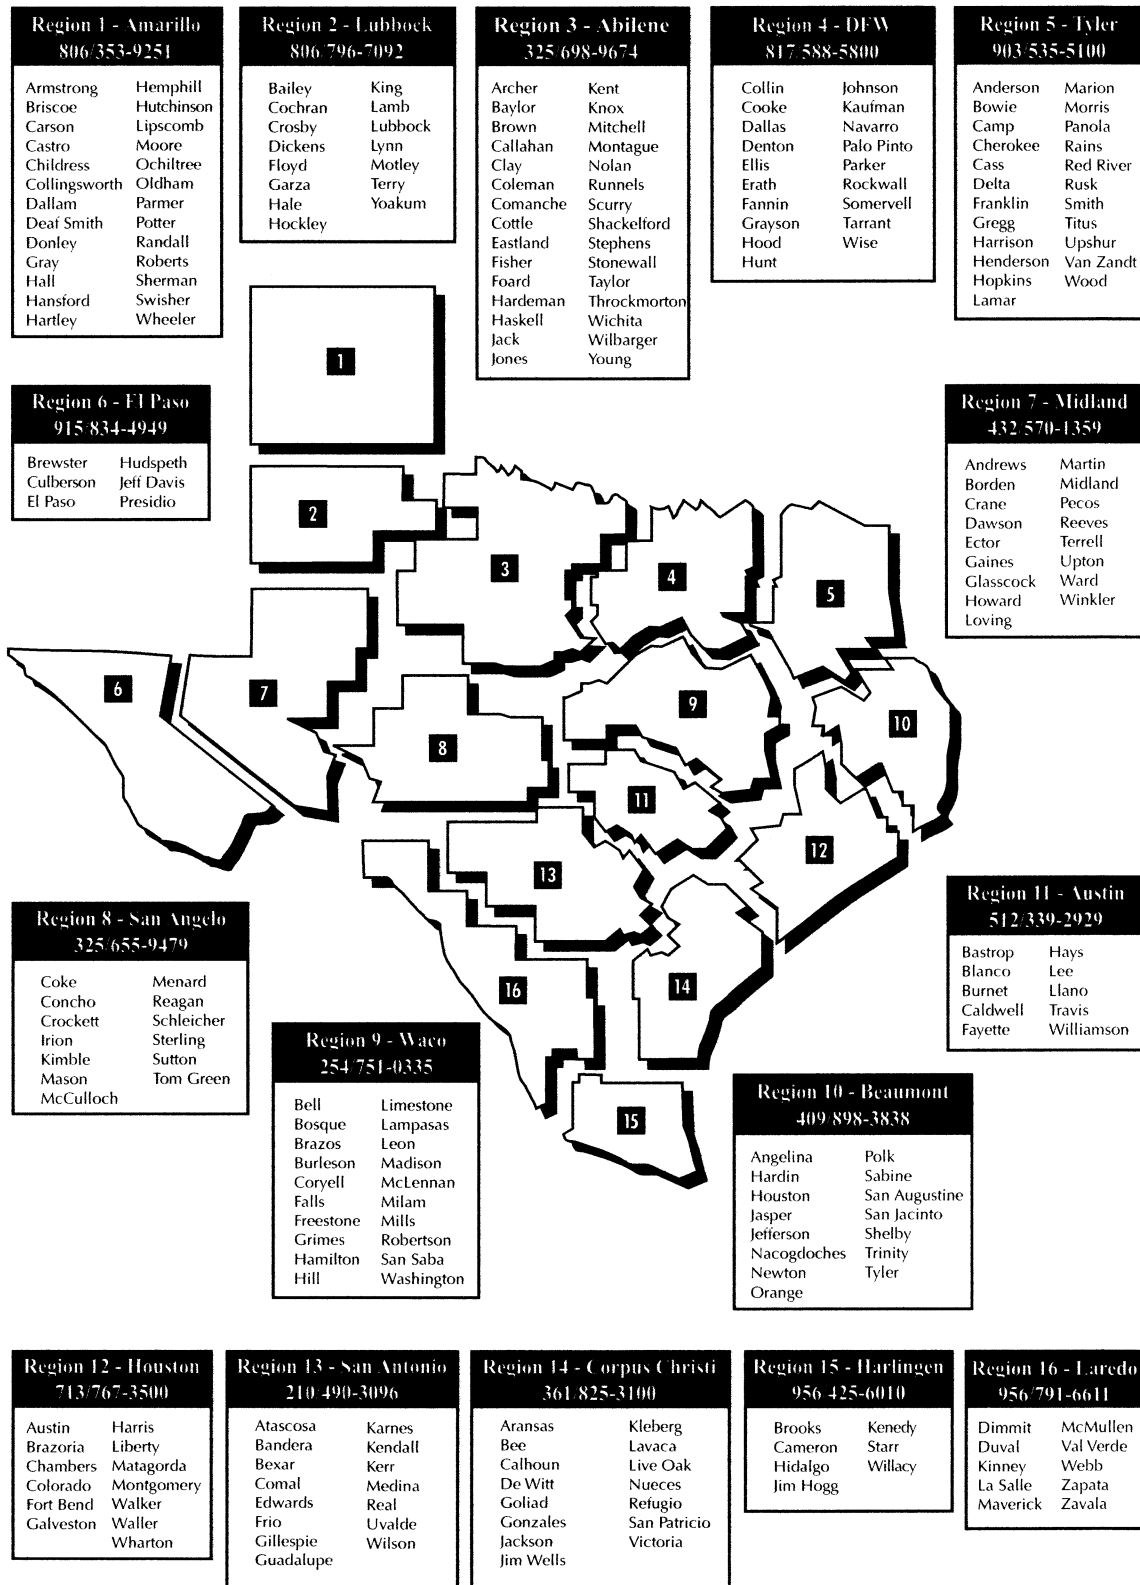 Region 1 - Amarillo
806/353-9251
Armstrong Hemphill
Briscoe Hutchinson
Carson Lipscomb
Castro Moore
Childress Ochiltree
Collingsworth Oldham
Dallam Parmer
Deaf Smith Potter
Donley Randall
Gray Roberts
Hall Sherman
Hansford Swisher
Hartley Wheeler
Region 2 - Lubbock
806/796-7092
Bailey King
Cochran Lamb
Crosby Lubbock
Dickens Lynn
Floyd Motley
Garza Terry
Hale Yoakum
Hockley
Region 3 - Abilene
325/698-9674
Archer Kent
Baylor Knox
Brown Mitchell
Callahan Montague
Clay Nolan
Coleman Runnels
Comanche Scurry
Cottle Shackelford
Eastland Stephens
Fisher Stonewall
Foard Taylor
Hardeman Throckmorton
Haskell Wichita
Jack Wilbarger
Jones Young
Region 4 - DFW
817/588-5800
Collin Johnson
Cooke Kaufman
Dallas Navarro
Denton Palo Pinto
Ellis Parker
Erath Rockwall
Fannin Somervell
Grayson Tarrant
Hood Wise
Hunt
Region 5 - Tyler
903/535-5100
Anderson Marion
Bowie Morris
Camp Panola
Cherokee Rains
Cass Red River
Delta Rusk
Franklin Smith
Gregg Titus
Harrison Upshur
Henderson Van Zandt
Hopkins Wood
Lamar
Region 6 - El Paso
915/834-4949
Brewster Hudspeth
Culberson Jeff Davis
El Paso Presidio
Region 7 - Midland
432/570-1359
Andrews Martin
Borden Midland
Crane Pecos
Dawson Reeves
Ector Terrell
Gaines Upton
Glasscock Ward
Howard Winkler
Loving
1
2
3
4
5
6
7
8
9
10
11
12
13
14
15
16
Region 8 - San Angelo
325/655-9479
Coke Menard
Concho Reagan
Crockett Schleicher
Irion Sterling
Kimble Sutton
Mason Tom Green
McCulloch
Region 9 - Waco
254/751-0335
Bell Limestone
Bosque Lampasas
Brazos Leon
Burleson Madison
Coryell McLennan
Falls Milam
Freestone Mills
Grimes Robertson
Hamilton San Saba
Hill Washington
Region 11 - Austin
512/339-2929
Bastrop Hays
Blanco Lee
Burnet Llano
Caldwell Travis
Fayette Williamson
Region 10 - Beaumont
409/898-3838
Angelina Polk
Hardin Sabine
Houston San Augustine
Jasper San Jacinto
Jefferson Shelby
Nacogdoches Trinity
Newton Tyler
Orange
Region 12 - Houston
713/767-3500
Austin Harris
Brazoria Liberty
Chambers Matagorda
Colorado Montgomery
Fort Bend Walker
Galveston Waller
Wharton
Region 13 - San Antonio
210/490-3096
Atascosa Karnes
Bandera Kendall
Bexar Kerr
Comal Medina
Edwards Real
Frio Uvalde
Gillespie Wilson
Guadalupe
Region 14 - Corpus Christi
361/825-3100
Aransas Kleberg
Bee Lavaca
Calhoun Live Oak
De Witt Nueces
Goliad Refugio
Gonzales San Patricio
Jackson Victoria
Jim Wells
Region 15 - Harlingen
956/425-6010
Brooks Kenedy
Cameron Starr
Hidalgo Willacy
Jim Hogg
Region 16 - Laredo
956/791-6611
Dimmit McMullen
Duval Val Verde
Kinney Webb
La Salle Zapata
Maverick Zavala